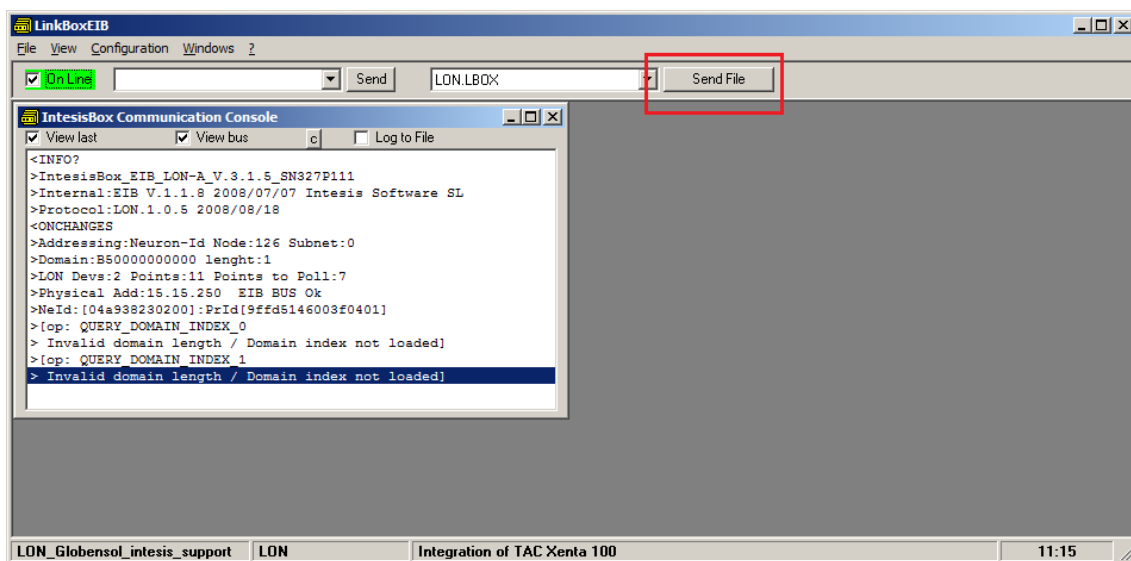 LinkBoxEIB
File View Configuration Windows ?
On Line Send LON.LBOX Send File
IntesisBox Communication Console
View last View bus c Log to File
<INFO?
>IntesisBox_EIB_LON-A_V.3.1.5_SN327P111
>Internal:EIB V.1.1.8 2008/07/07 Intesis Software SL
>Protocol:LON.1.0.5 2008/08/18
<ONCHANGES
>Addressing:Neuron-Id Node:126 Subnet:0
>Domain:B50000000000 lenght:1
>LON Devs:2 Points:11 Points to Poll:7
>Physical Add:15.15.250  EIB BUS Ok
>NeId:[04a938230200]:PrId[9ffd5146003f0401]
>[op: QUERY_DOMAIN_INDEX_0
> Invalid domain length / Domain index not loaded]
>[op: QUERY_DOMAIN_INDEX_1
> Invalid domain length / Domain index not loaded]
LON_Globensol_intesis_support LON Integration of TAC Xenta 100 11:15